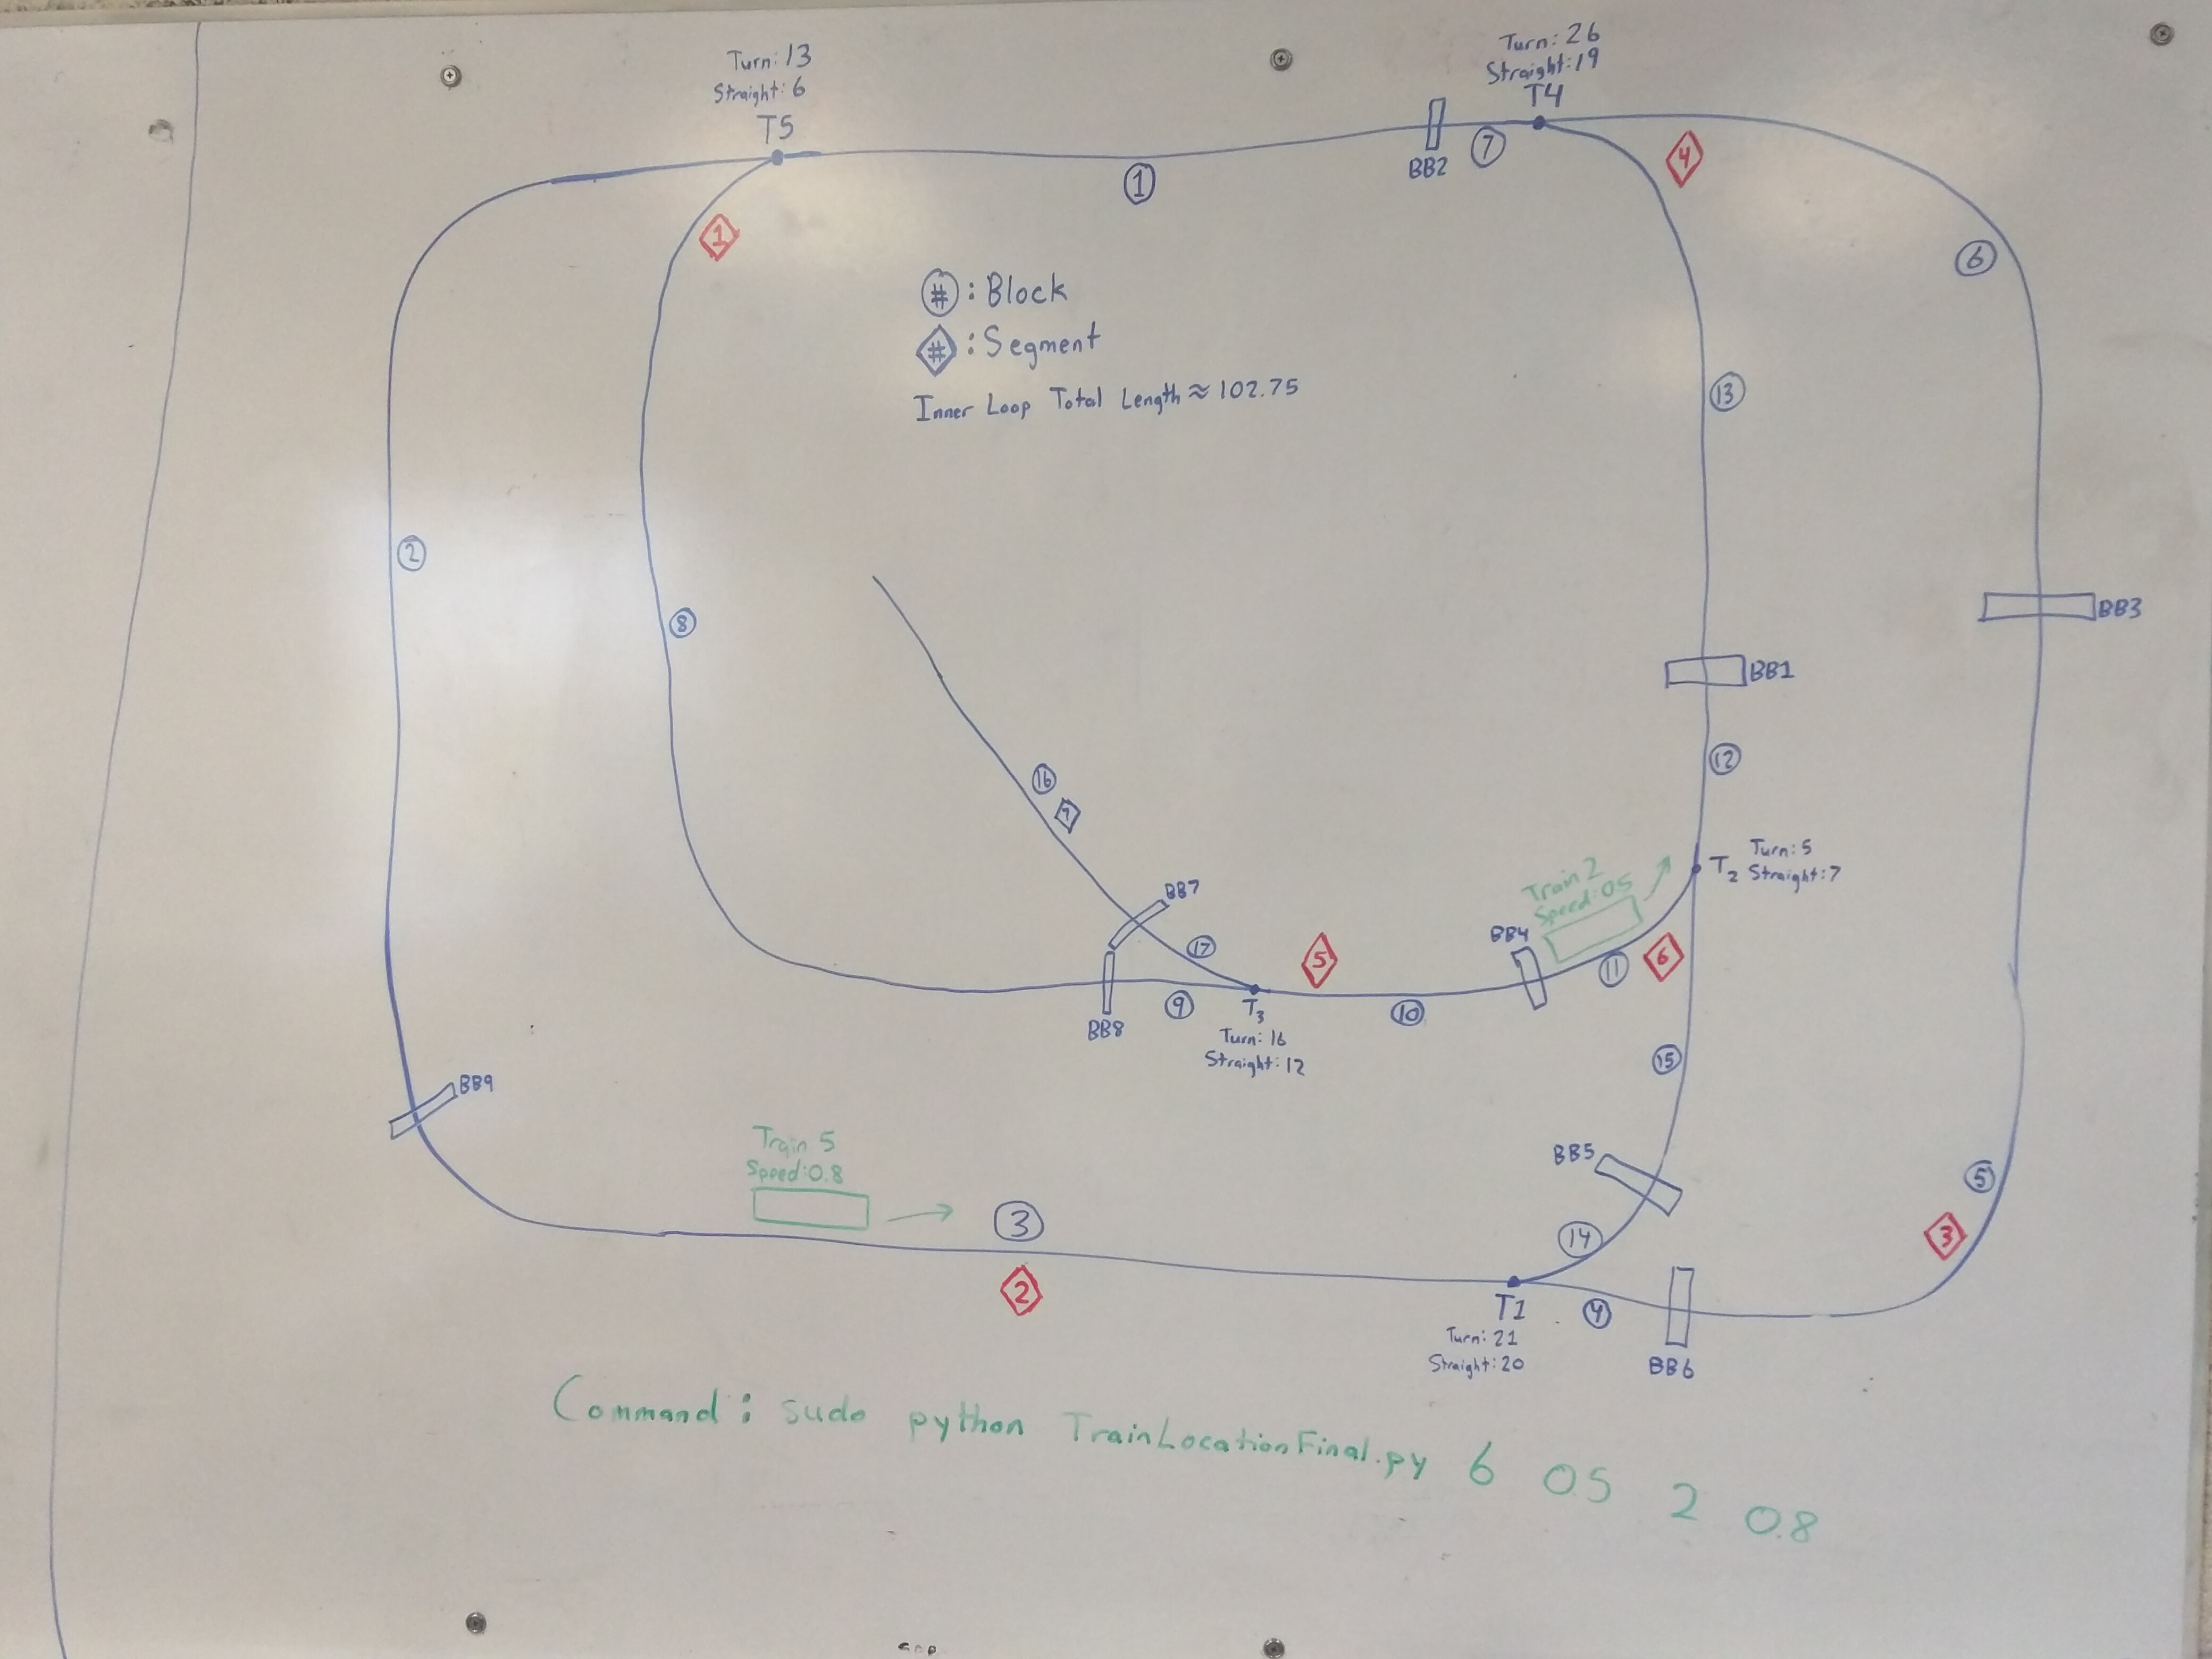 Turn: 13
Straight: 6
T5
Turn: 26
Straight: 19
T4
BB2
7
4
1
1
6
#: Block
#: Segment
Inner Loop Total Length ≈ 102.75
13
2
8
BB3
BB1
12
16
7
T2
Turn: 5
Straight: 7
Train 2
Speed: 0.5
BB7
17
5
BB4
11
6
BB8
9
T3
Turn: 16
Straight: 12
10
15
BB9
Train 5
Speed: 0.8
3
2
BB5
14
5
3
T1
Turn: 21
Straight: 20
4
BB6
Command: sudo python TrainLocationFinal.py 6 05 2 0.8